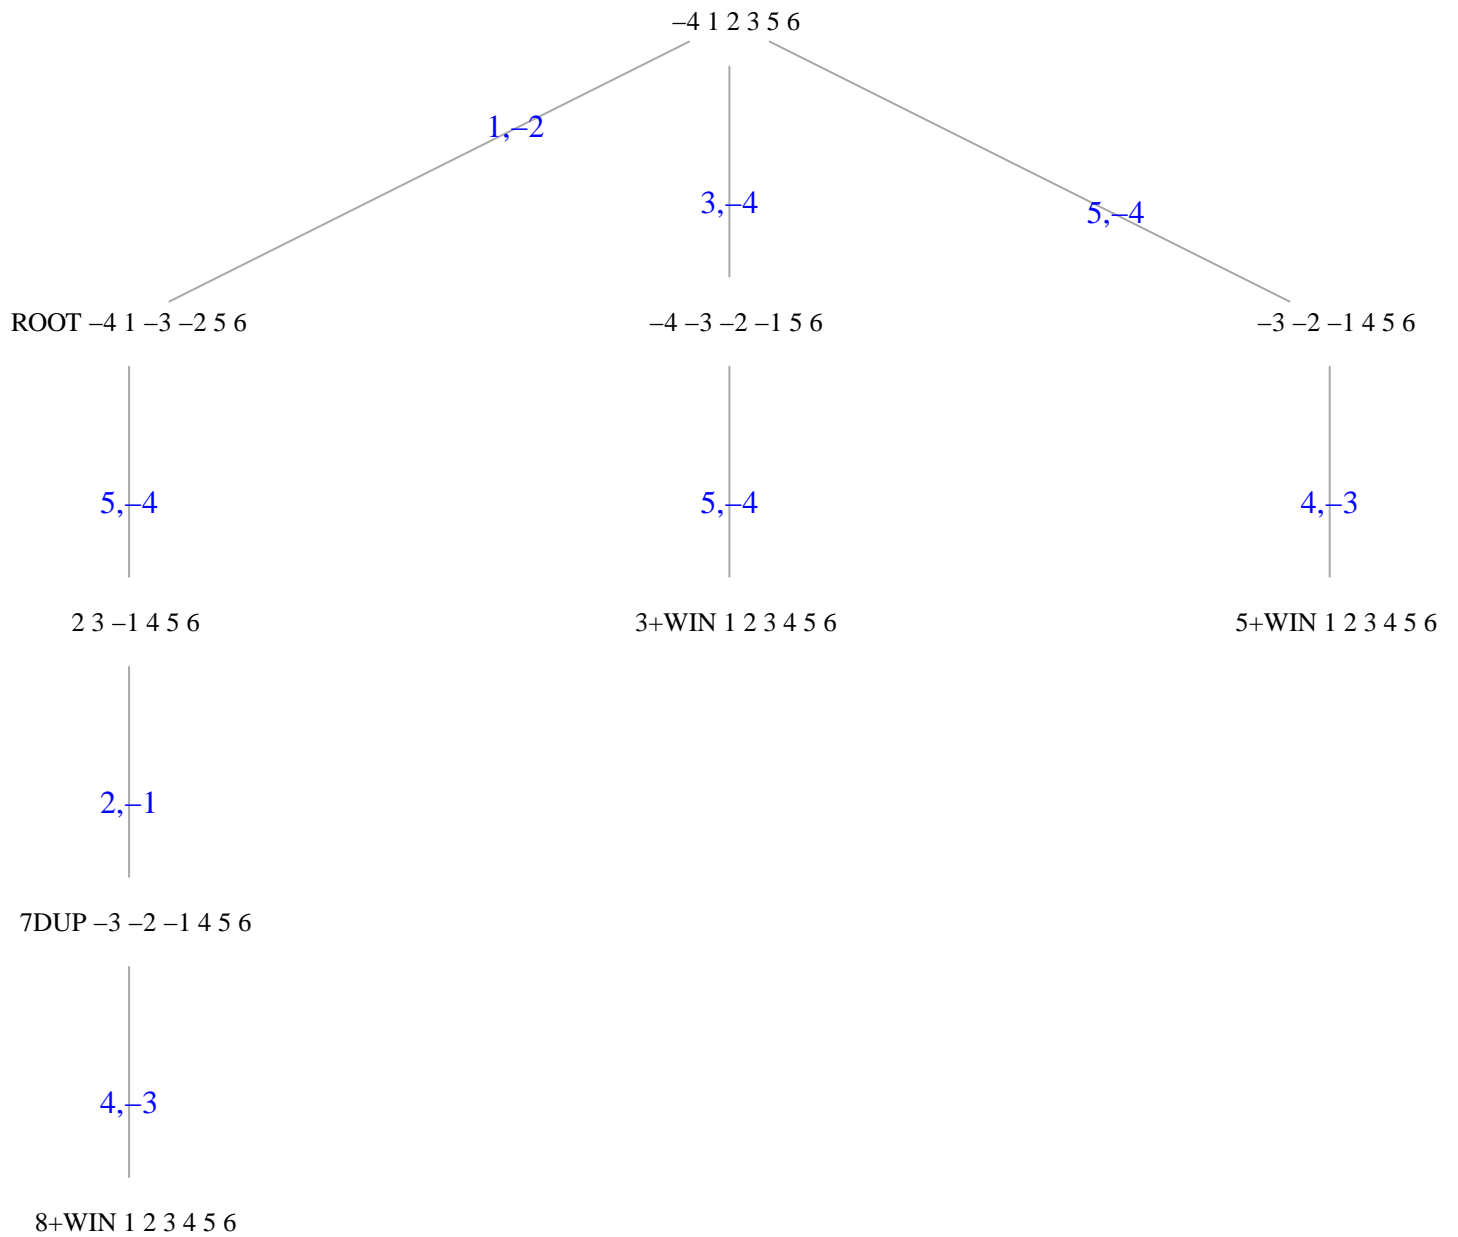 –4 1 2 3 5 6
1,–2
3,–4
5,–4
ROOT –4 1 –3 –2 5 6
–4 –3 –2 –1 5 6
–3 –2 –1 4 5 6
5,–4
5,–4
4,–3
2 3 –1 4 5 6
3+WIN 1 2 3 4 5 6
5+WIN 1 2 3 4 5 6
2,–1
7DUP –3 –2 –1 4 5 6
4,–3
8+WIN 1 2 3 4 5 6